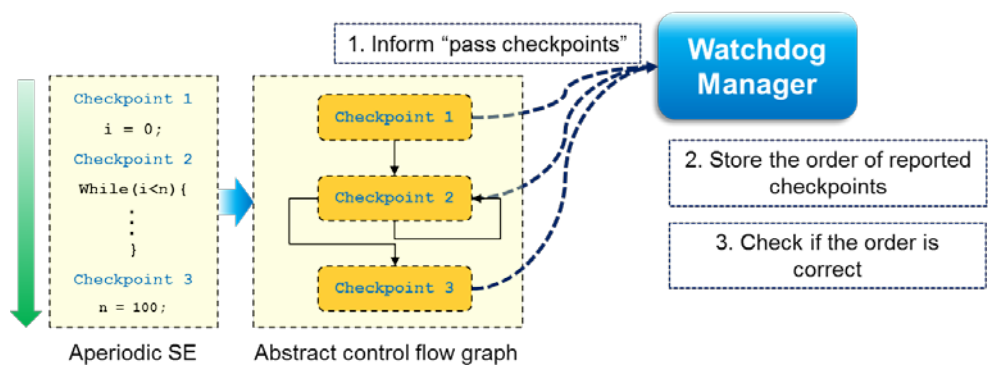 1. Inform “pass checkpoints”
Watchdog
Manager
Checkpoint 1
i = 0;
Checkpoint 2
While(i<n){
.
.
.
}
Checkpoint 3
n = 100;
Aperiodic SE
Checkpoint 1
Checkpoint 2
Checkpoint 3
Abstract control flow graph
2. Store the order of reported
checkpoints
3. Check if the order is
correct